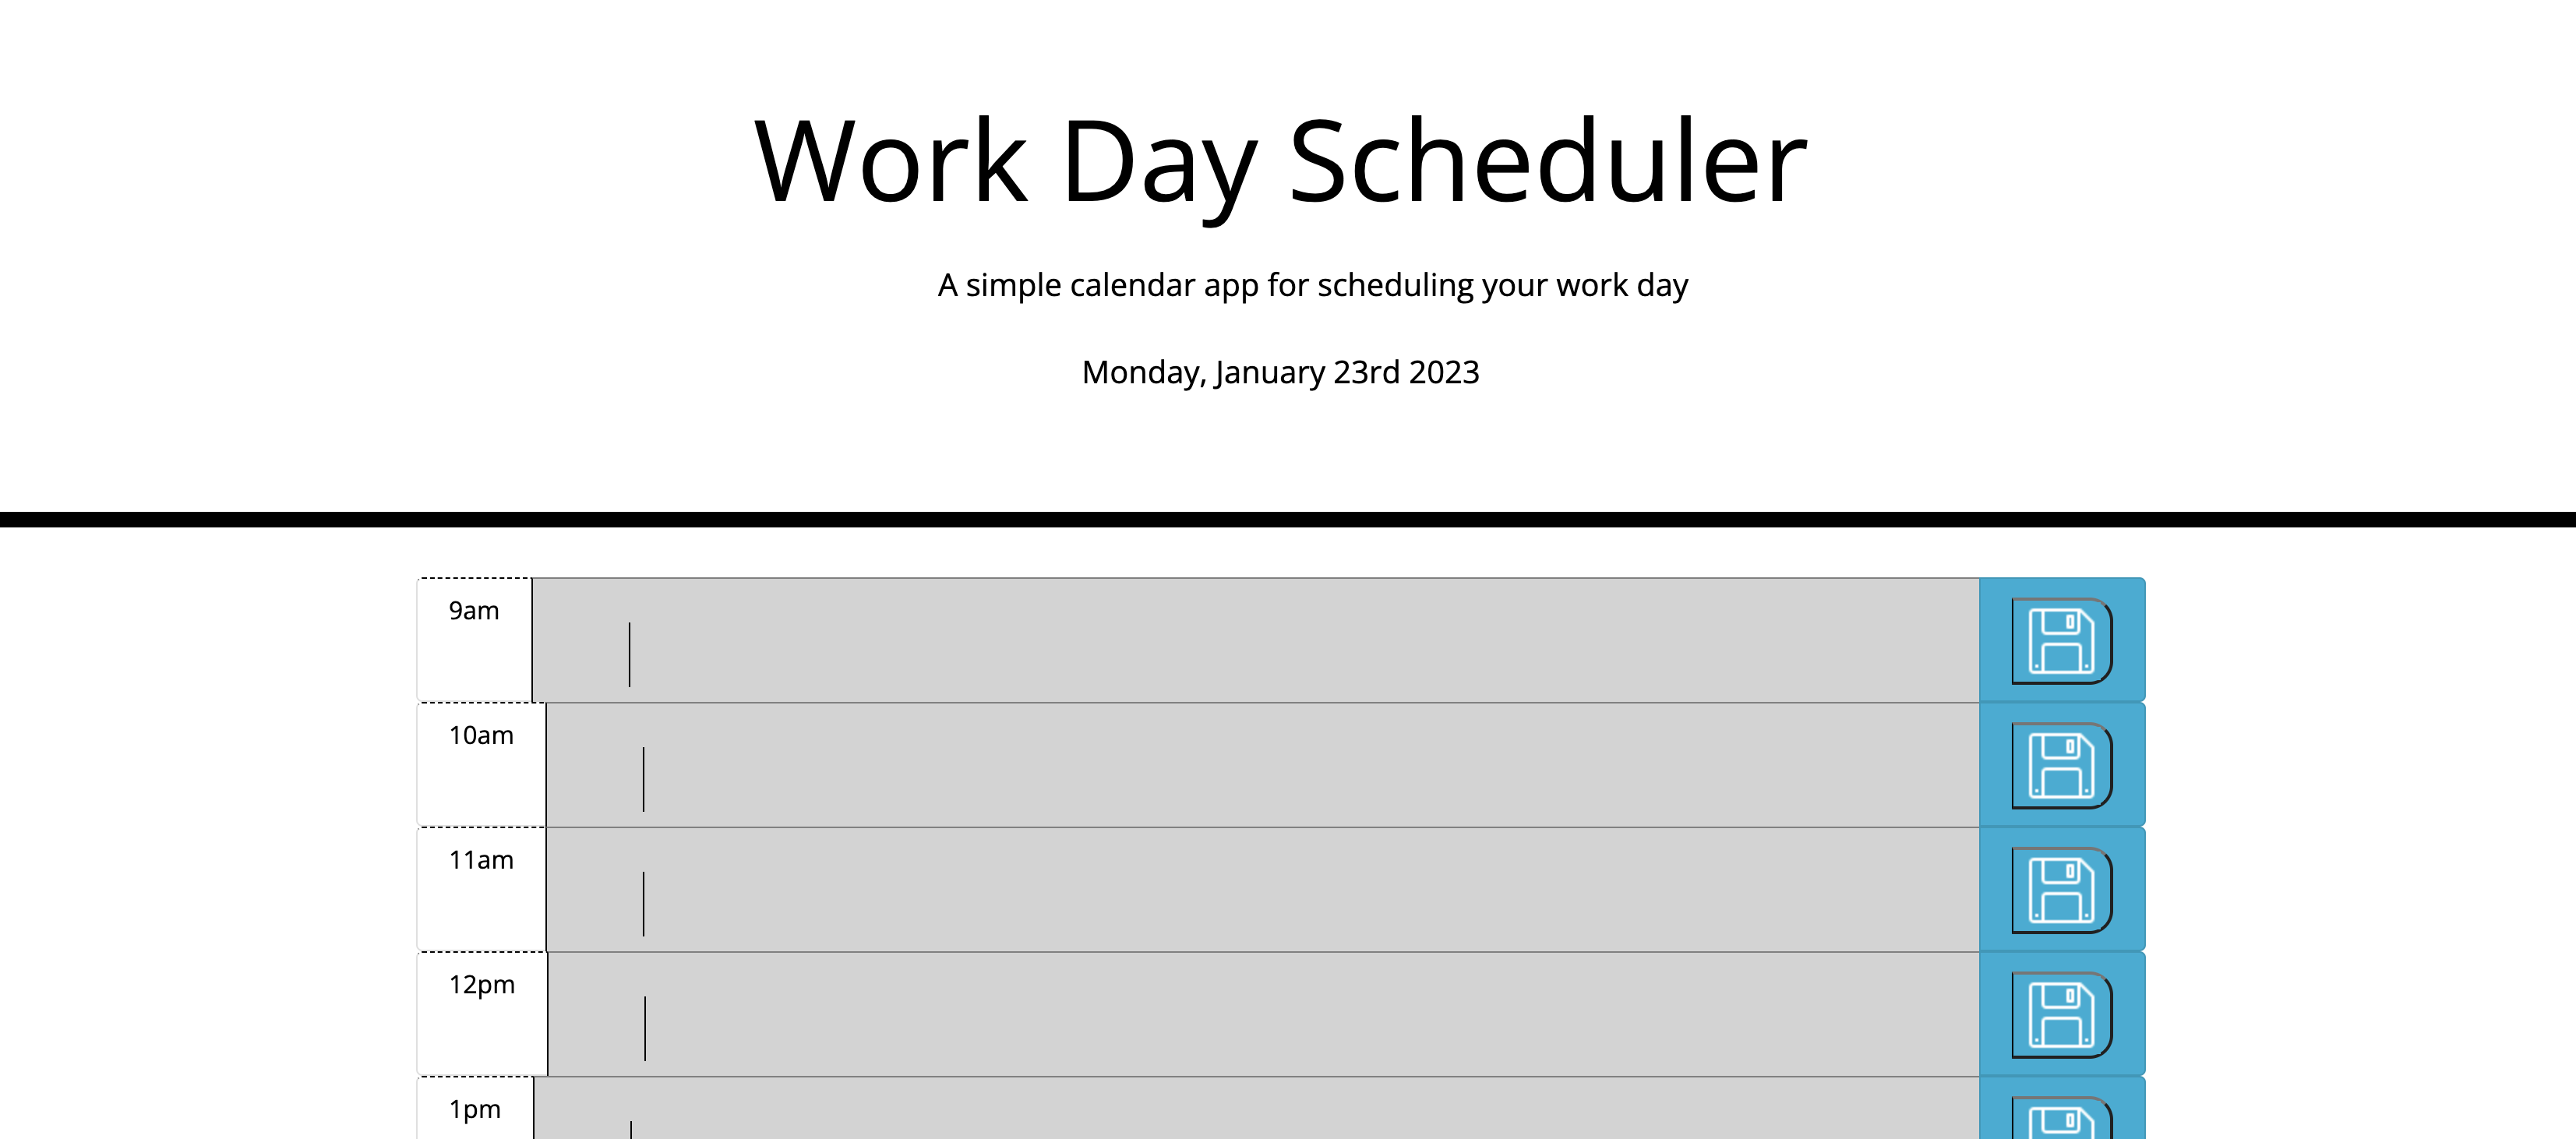 Work Day Scheduler
A simple calendar app for scheduling your work day
Monday, January 23rd 2023
9am
10am
11am
12pm
1pm